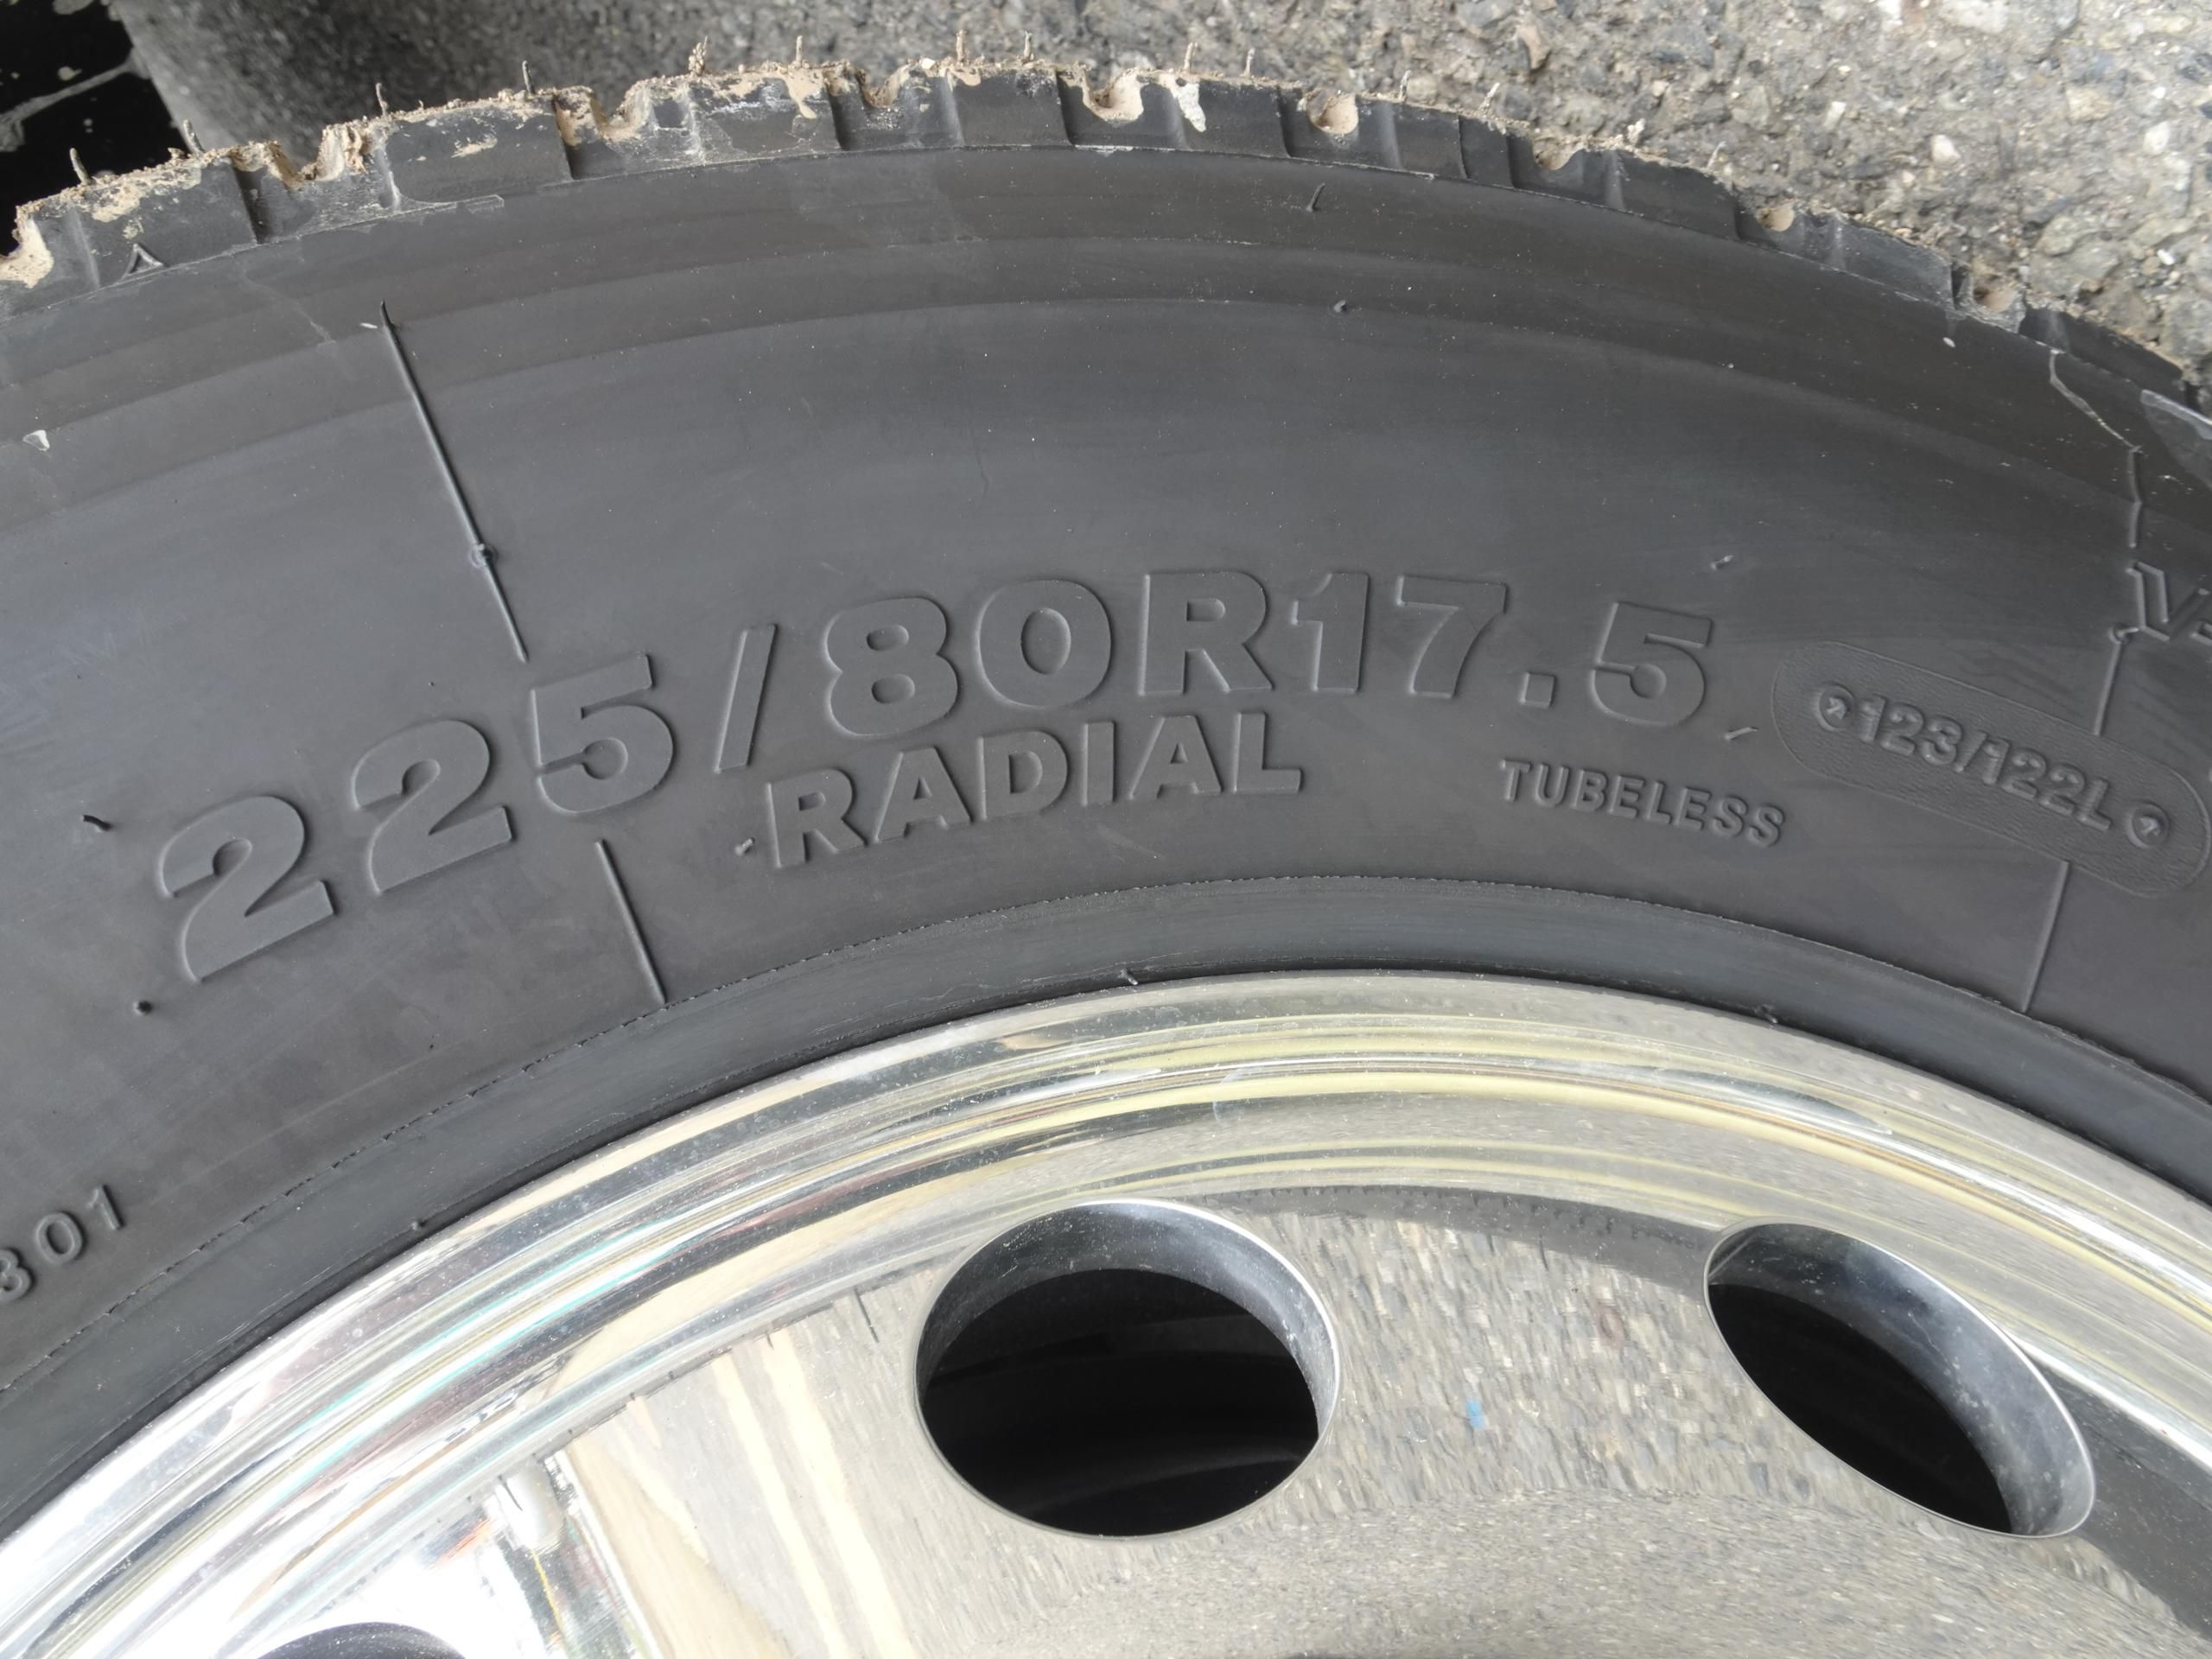 225/80R17.5
RADIAL
TUBELESS
123/122L
301